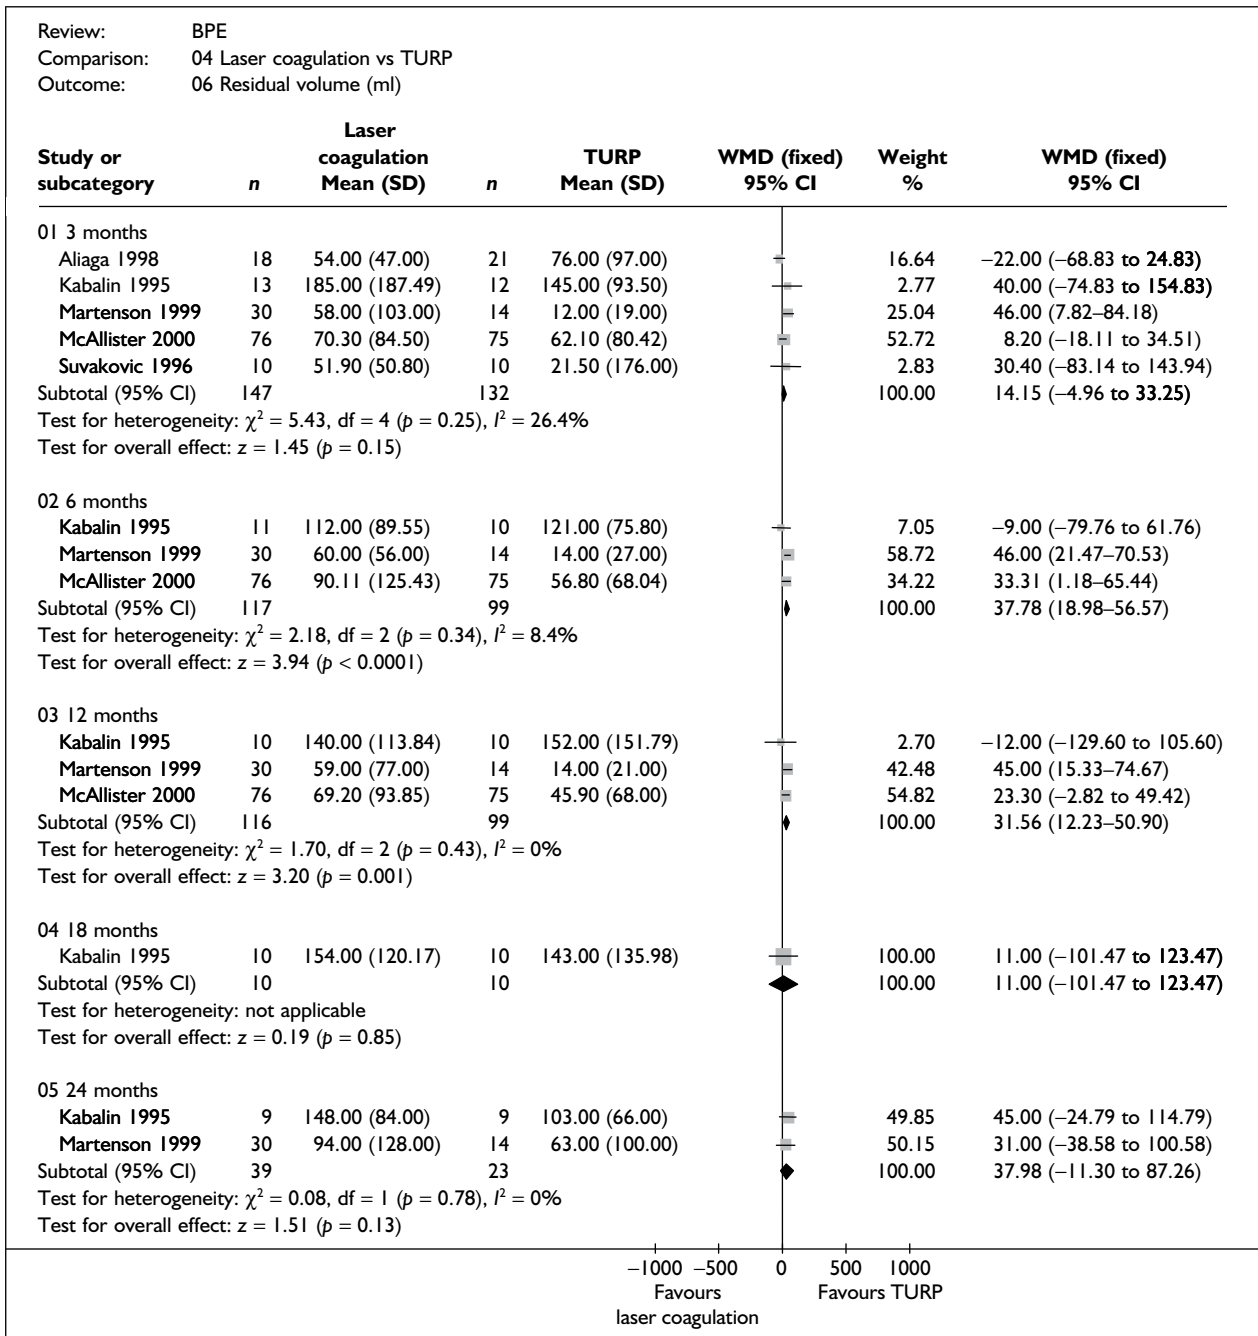 Review: BPE
Comparison: 04 Laser coagulation vs TURP
Outcome: 06 Residual volume (ml)
Laser
Study or coagulation TURP WMD (fixed) Weight WMD (fixed)
subcategory n Mean (SD) n Mean (SD) 95% CI % 95% CI
01 3 months
Aliaga 1998 18 54.00 (47.00) 21 76.00 (97.00) 16.64 −22.00 (−68.83 to 24.83)
Kabalin 1995 13 185.00 (187.49) 12 145.00 (93.50) 2.77 40.00 (−74.83 to 154.83)
Martenson 1999 30 58.00 (103.00) 14 12.00 (19.00) 25.04 46.00 (7.82–84.18)
McAllister 2000 76 70.30 (84.50) 75 62.10 (80.42) 52.72 8.20 (−18.11 to 34.51)
Suvakovic 1996 10 51.90 (50.80) 10 21.50 (176.00) 2.83 30.40 (−83.14 to 143.94)
Subtotal (95% CI) 147 132 100.00 14.15 (−4.96 to 33.25)
Test for heterogeneity: χ² = 5.43, df = 4 (p = 0.25), I² = 26.4%
Test for overall effect: z = 1.45 (p = 0.15)
02 6 months
Kabalin 1995 11 112.00 (89.55) 10 121.00 (75.80) 7.05 −9.00 (−79.76 to 61.76)
Martenson 1999 30 60.00 (56.00) 14 14.00 (27.00) 58.72 46.00 (21.47–70.53)
McAllister 2000 76 90.11 (125.43) 75 56.80 (68.04) 34.22 33.31 (1.18–65.44)
Subtotal (95% CI) 117 99 100.00 37.78 (18.98–56.57)
Test for heterogeneity: χ² = 2.18, df = 2 (p = 0.34), I² = 8.4%
Test for overall effect: z = 3.94 (p < 0.0001)
03 12 months
Kabalin 1995 10 140.00 (113.84) 10 152.00 (151.79) 2.70 −12.00 (−129.60 to 105.60)
Martenson 1999 30 59.00 (77.00) 14 14.00 (21.00) 42.48 45.00 (15.33–74.67)
McAllister 2000 76 69.20 (93.85) 75 45.90 (68.00) 54.82 23.30 (−2.82 to 49.42)
Subtotal (95% CI) 116 99 100.00 31.56 (12.23–50.90)
Test for heterogeneity: χ² = 1.70, df = 2 (p = 0.43), I² = 0%
Test for overall effect: z = 3.20 (p = 0.001)
04 18 months
Kabalin 1995 10 154.00 (120.17) 10 143.00 (135.98) 100.00 11.00 (−101.47 to 123.47)
Subtotal (95% CI) 10 10 100.00 11.00 (−101.47 to 123.47)
Test for heterogeneity: not applicable
Test for overall effect: z = 0.19 (p = 0.85)
05 24 months
Kabalin 1995 9 148.00 (84.00) 9 103.00 (66.00) 49.85 45.00 (−24.79 to 114.79)
Martenson 1999 30 94.00 (128.00) 14 63.00 (100.00) 50.15 31.00 (−38.58 to 100.58)
Subtotal (95% CI) 39 23 100.00 37.98 (−11.30 to 87.26)
Test for heterogeneity: χ² = 0.08, df = 1 (p = 0.78), I² = 0%
Test for overall effect: z = 1.51 (p = 0.13)
−1000 −500 0 500 1000
Favours Favours TURP
laser coagulation